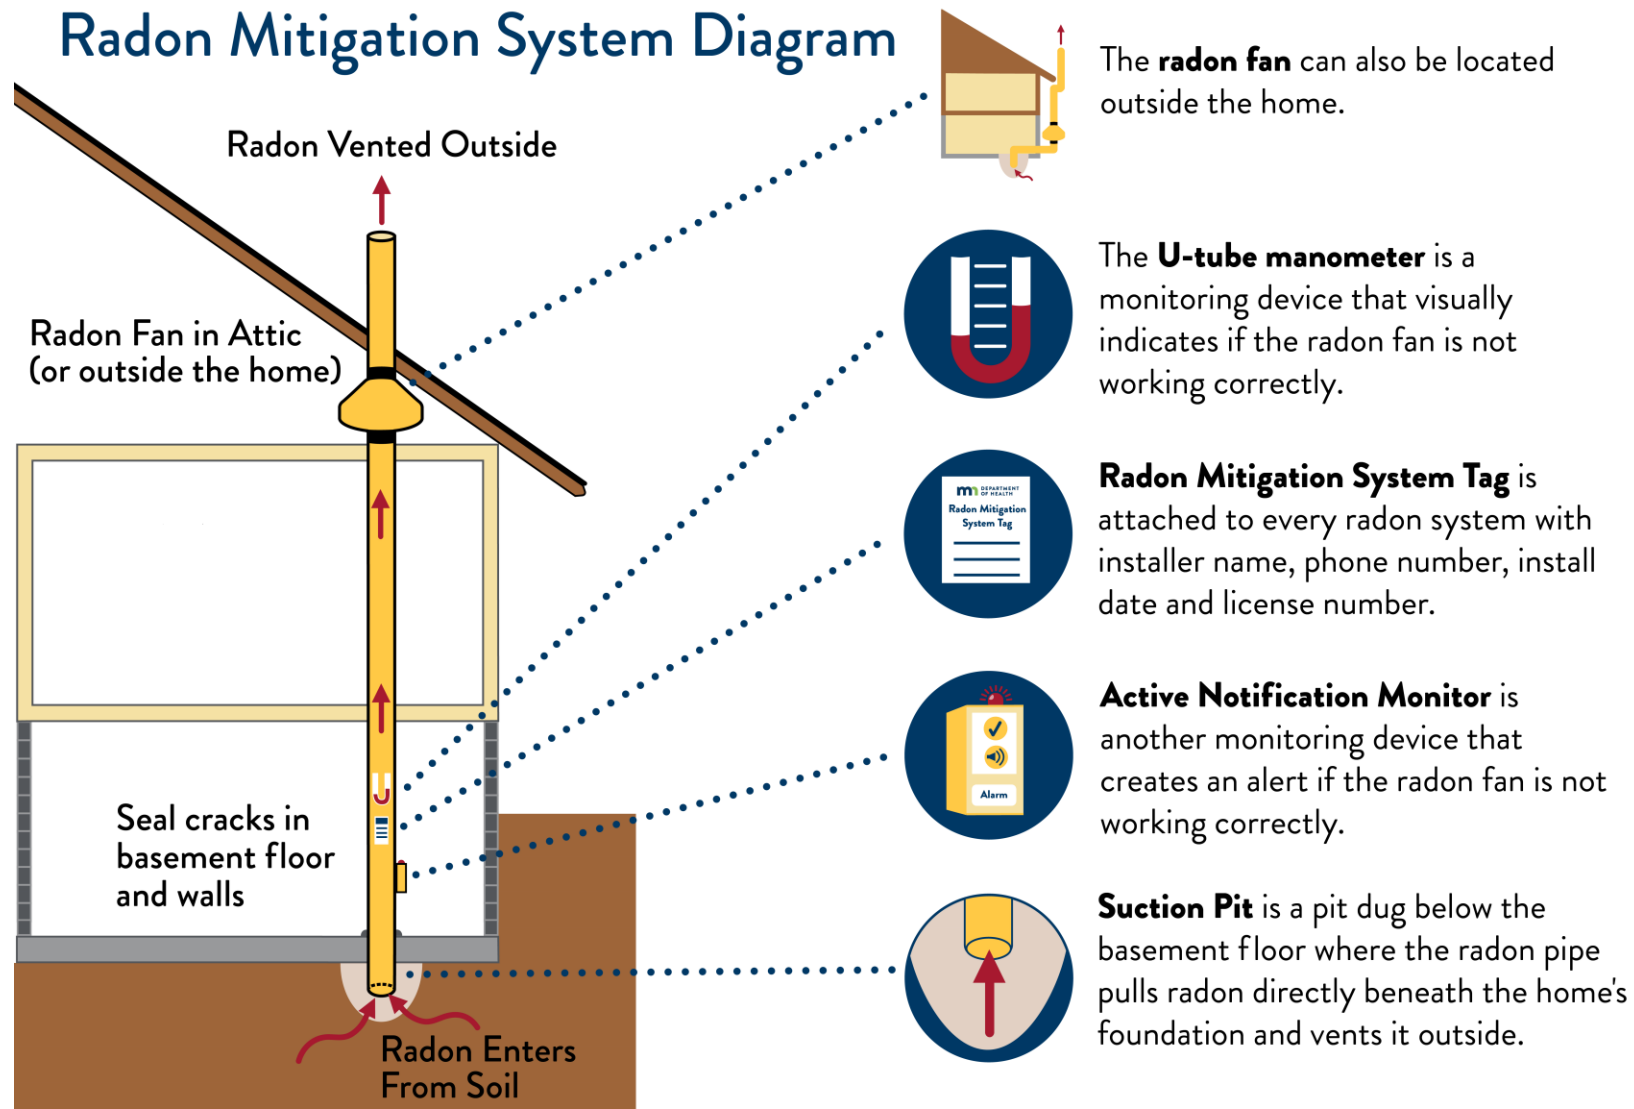 Radon Mitigation System Diagram
Radon Vented Outside
Radon Fan in Attic
(or outside the home)
Seal cracks in
basement floor
and walls
Radon Enters
From Soil
The radon fan can also be located
outside the home.
The U-tube manometer is a
monitoring device that visually
indicates if the radon fan is not
working correctly.
mn DEPARTMENT
OF HEALTH
Radon Mitigation
System Tag
Radon Mitigation System Tag is
attached to every radon system with
installer name, phone number, install
date and license number.
Alarm
Active Notification Monitor is
another monitoring device that
creates an alert if the radon fan is not
working correctly.
Suction Pit is a pit dug below the
basement floor where the radon pipe
pulls radon directly beneath the home's
foundation and vents it outside.